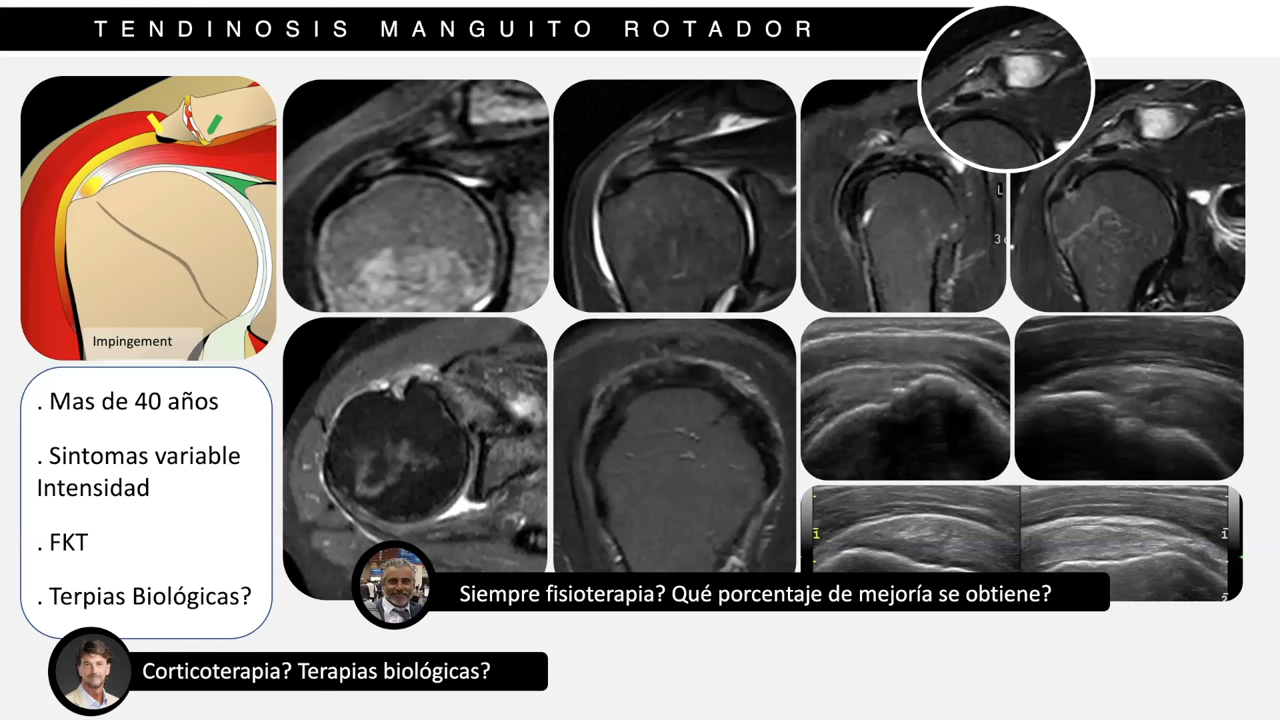 TENDINOSIS MANGUITO ROTADOR
Impingement
L
3
. Mas de 40 años
. Sintomas variable
Intensidad
. FKT
. Terpias Biológicas?
Siempre fisioterapia? Qué porcentaje de mejoría se obtiene?
Corticoterapia? Terapias biológicas?